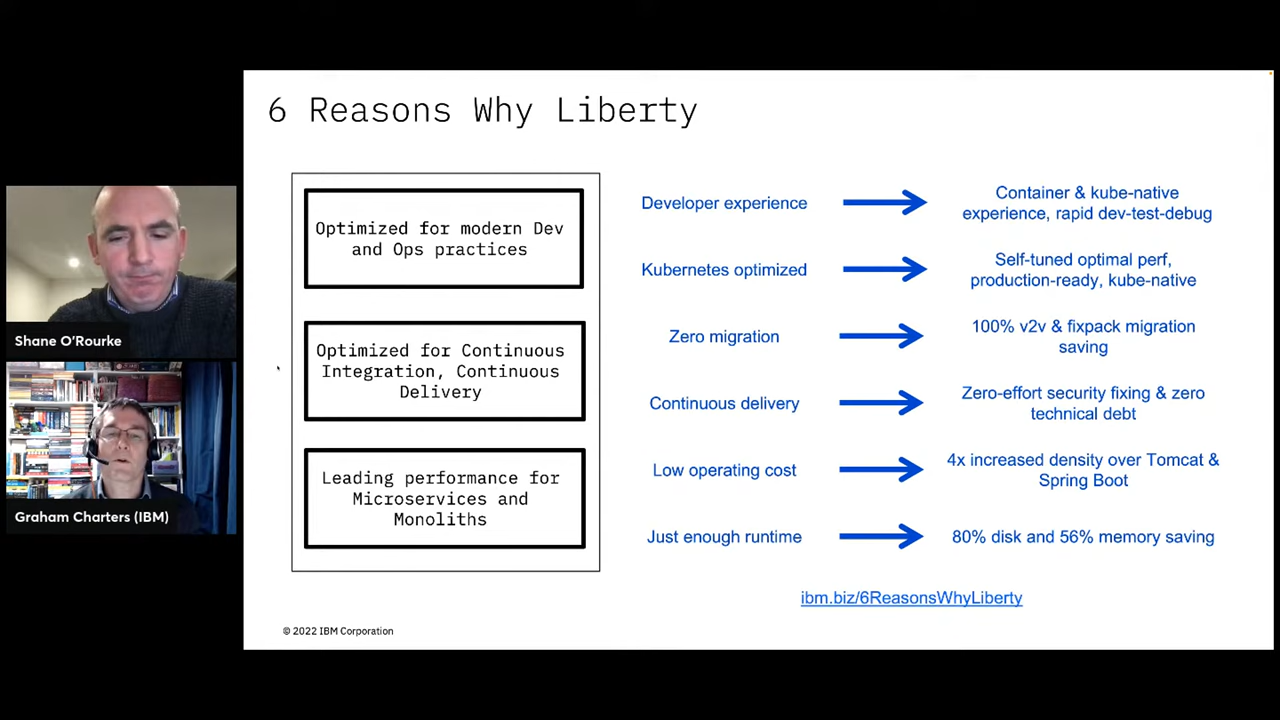 6 Reasons Why Liberty
Optimized for modern Dev
and Ops practices
Optimized for Continuous
Integration, Continuous
Delivery
Leading performance for
Microservices and
Monoliths
Developer experience
Container & kube-native
experience, rapid dev-test-debug
Kubernetes optimized
Self-tuned optimal perf,
production-ready, kube-native
Zero migration
100% v2v & fixpack migration
saving
Continuous delivery
Zero-effort security fixing & zero
technical debt
Low operating cost
4x increased density over Tomcat &
Spring Boot
Just enough runtime
80% disk and 56% memory saving
ibm.biz/6ReasonsWhyLiberty
© 2022 IBM Corporation
Shane O'Rourke
Graham Charters (IBM)